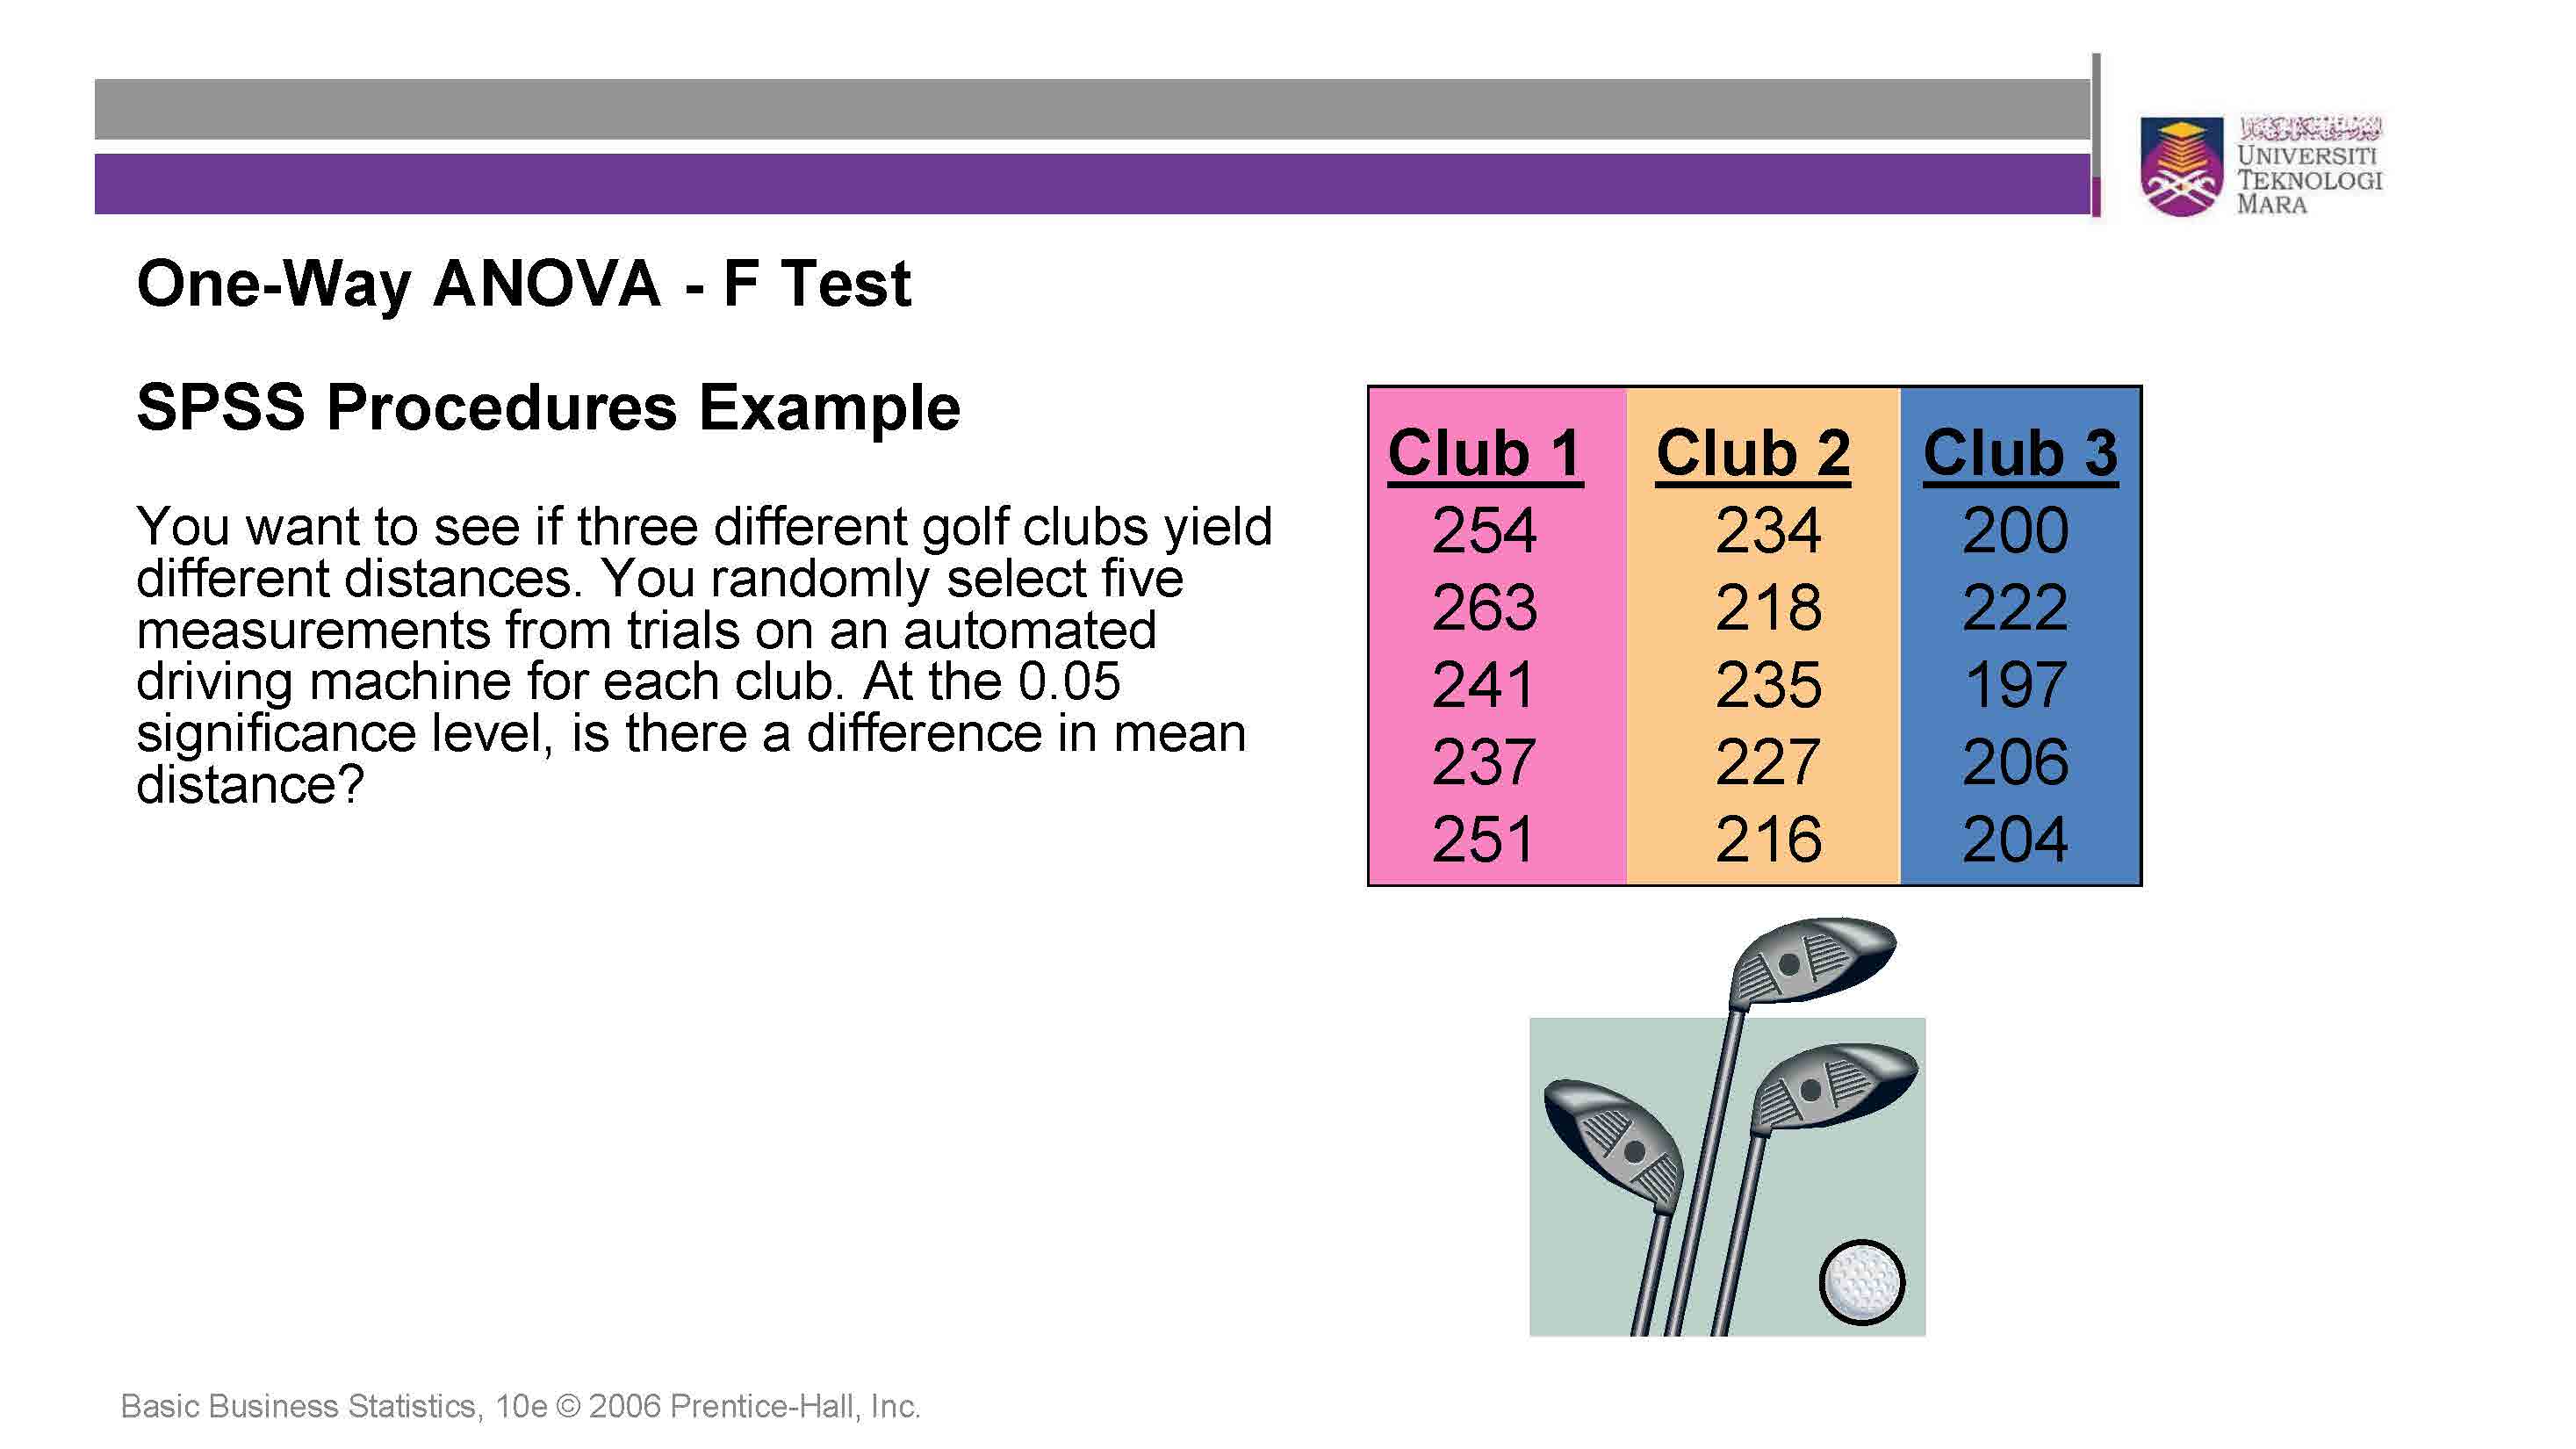 UNIVERSITI
TEKNOLOGI
MARA
One-Way ANOVA - F Test
SPSS Procedures Example
You want to see if three different golf clubs yield
different distances. You randomly select five
measurements from trials on an automated
driving machine for each club. At the 0.05
significance level, is there a difference in mean
distance?
Club 1 Club 2 Club 3
254 234 200
263 218 222
241 235 197
237 227 206
251 216 204
Basic Business Statistics, 10e © 2006 Prentice-Hall, Inc.